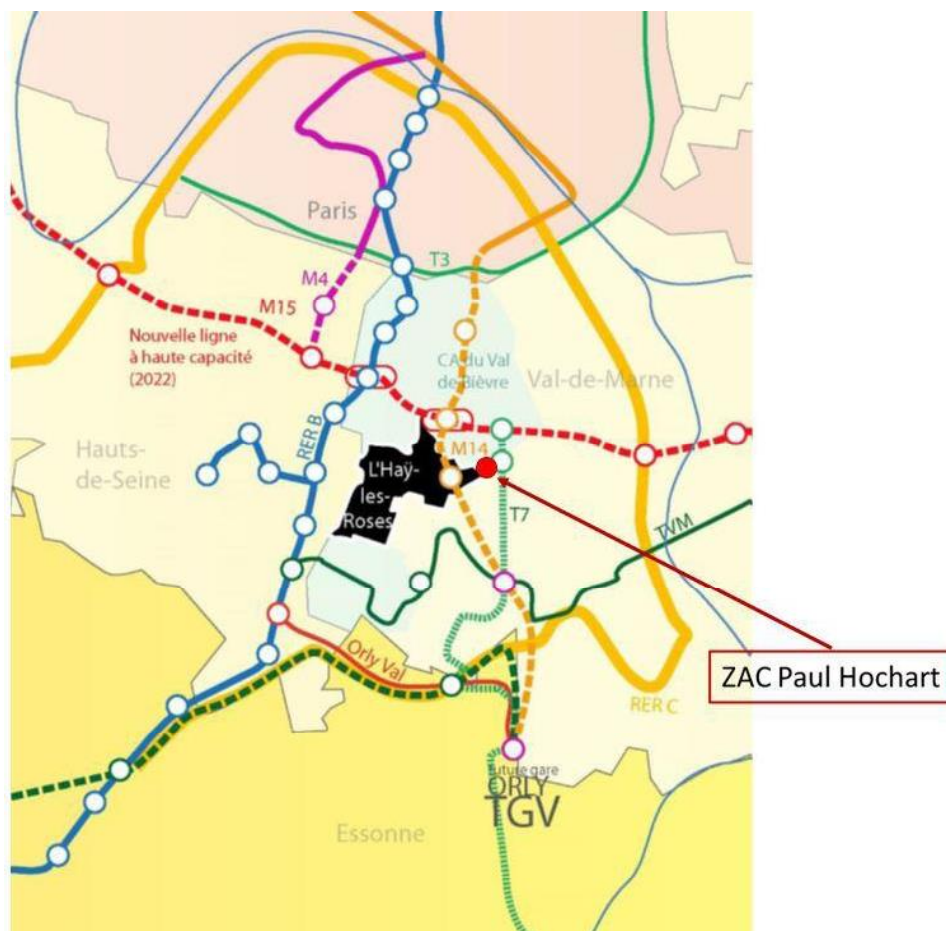 Paris
T3
M4
M15
Nouvelle ligne
à haute capacité
(2022)
CA du Val
de Bièvre
Val-de-Marne
RER B
Hauts-
de-Seine
M14
L'Haÿ-
les-
Roses
T7
TVM
Orly Val
ZAC Paul Hochart
RER C
future gare
ORLY
TGV
Essonne